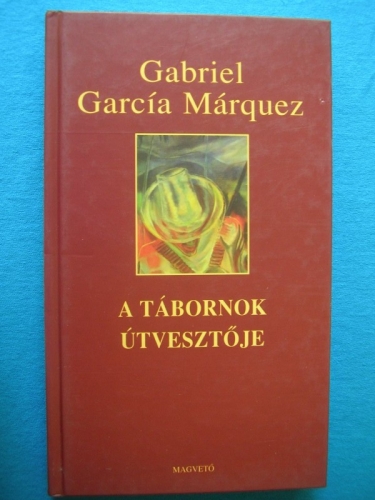 Gabriel
García Márquez
A TÁBORNOK
ÚTVESZTŐJE
MAGVETŐ